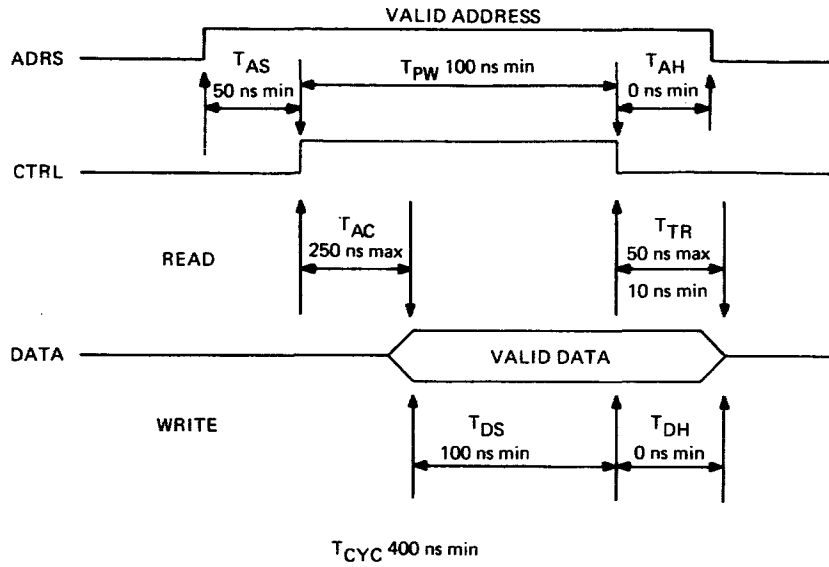 VALID ADDRESS
ADRS
TAS
50 ns min
TPW 100 ns min
TAH
0 ns min
CTRL
READ
TAC
250 ns max
TTR
50 ns max
10 ns min
DATA
VALID DATA
WRITE
TDS
100 ns min
TDH
0 ns min
TCYC 400 ns min